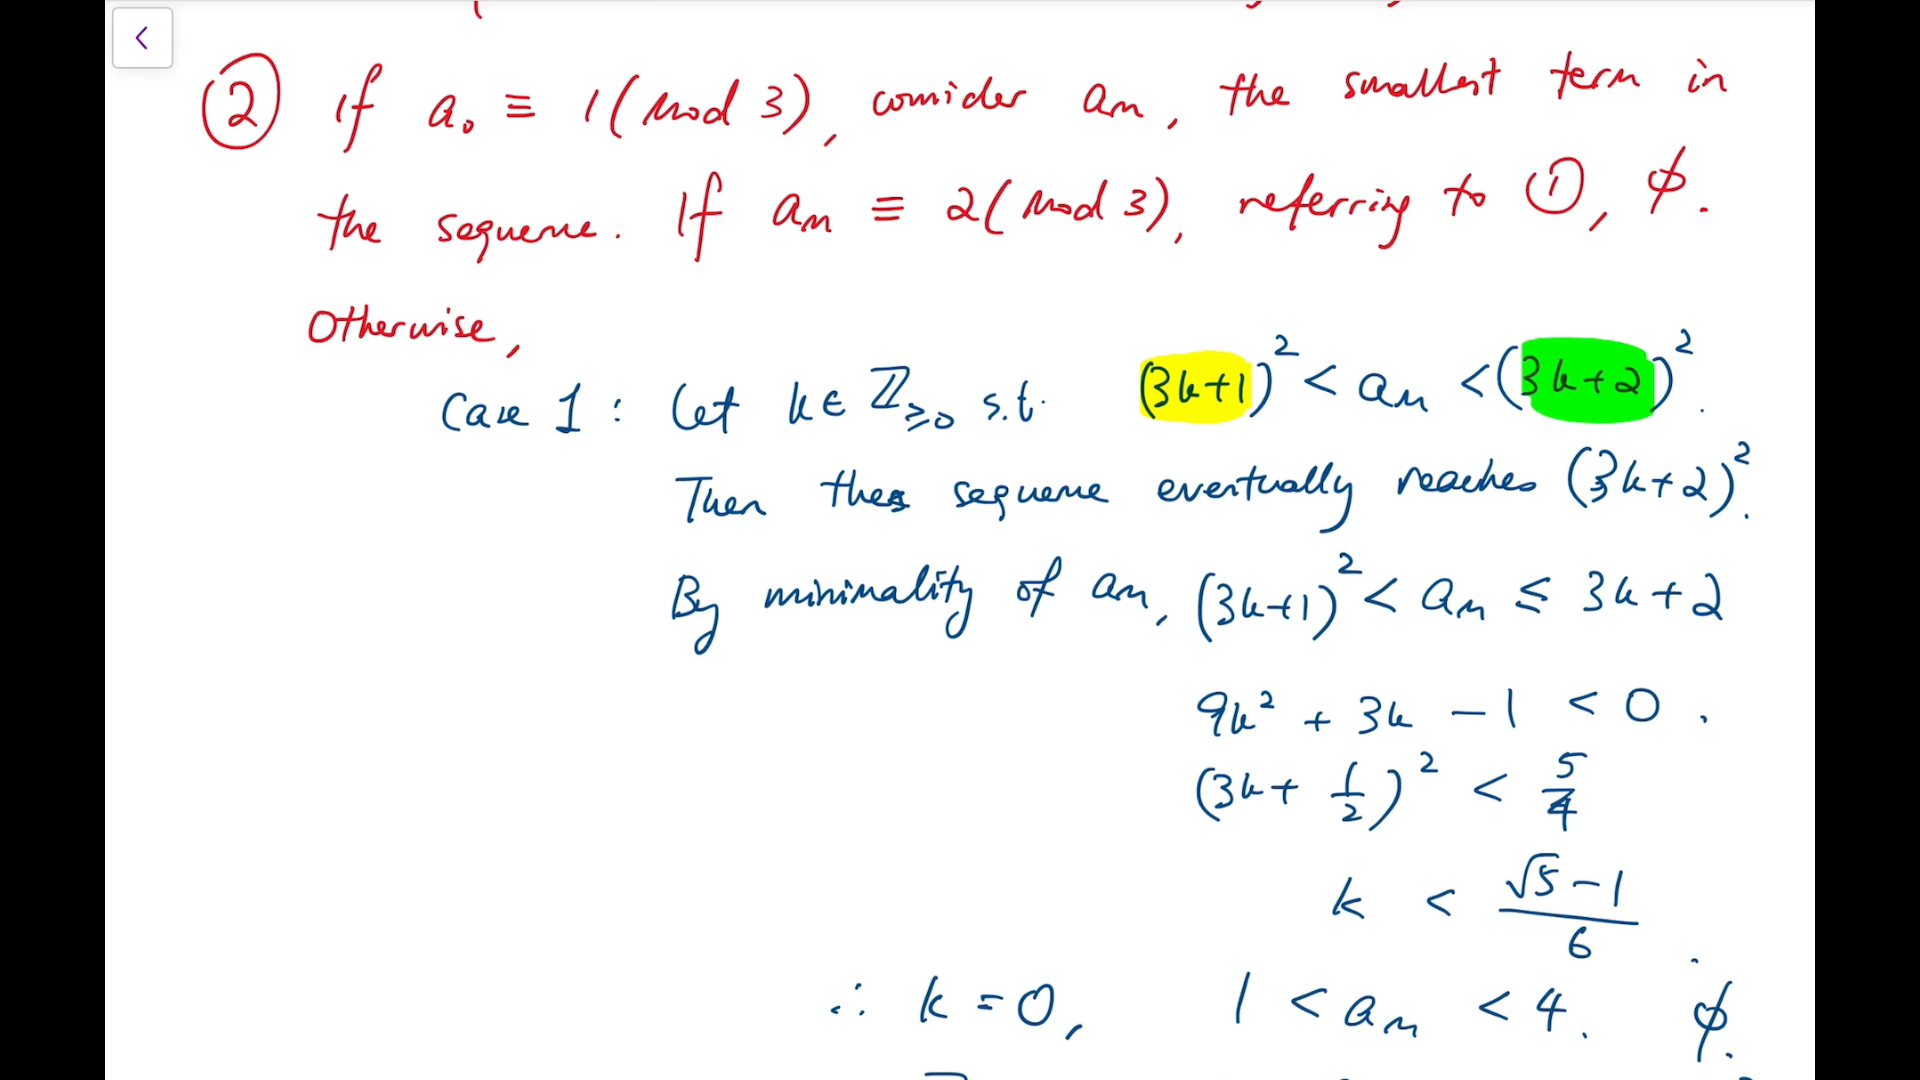 ② If a₀ ≡ 1 (mod 3), consider aₘ, the smallest term in
the sequence. If aₘ ≡ 2 (mod 3), referring to ①, ∅.
Otherwise,
Case 1 : Let k ∈ ℤ≥0 s.t. (3k+1)² < aₘ < (3k+2)².
Then the sequence eventually reaches (3k+2)².
By minimality of aₘ, (3k+1)² < aₘ ≤ 3k+2
9k² + 3k − 1 < 0 .
(3k + 1/2)² < 5/4
k < (√5 − 1)/6 .
∴ k = 0, 1 < aₘ < 4. ∅.